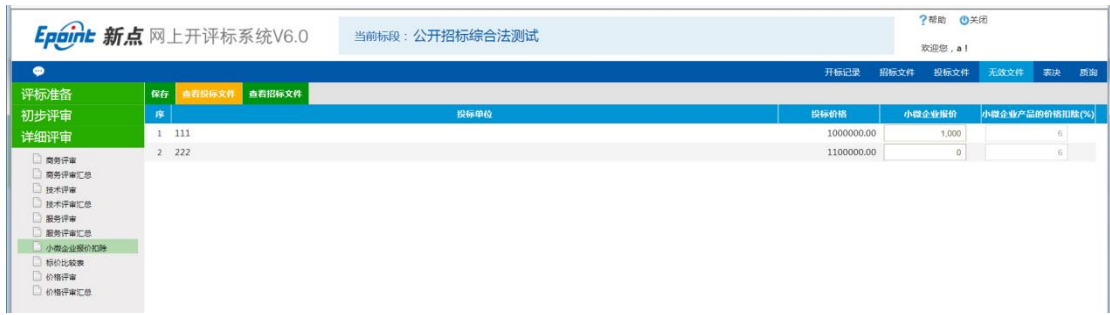 Epoint 新点 网上开评标系统V6.0
当前标段：公开招标综合法测试
?帮助 关闭
欢迎您，a！
开标记录 招标文件 投标文件 无效文件 表决 质询
评标准备
初步评审
详细评审
商务评审
商务评审汇总
技术评审
技术评审汇总
服务评审
服务评审汇总
小微企业报价扣除
标价比较表
价格评审
价格评审汇总
保存 查看投标文件 查看招标文件
序 投标单位 投标价格 小微企业报价 小微企业产品的价格扣除(%)
1 111 1000000.00 1,000 6
2 222 1100000.00 0 6